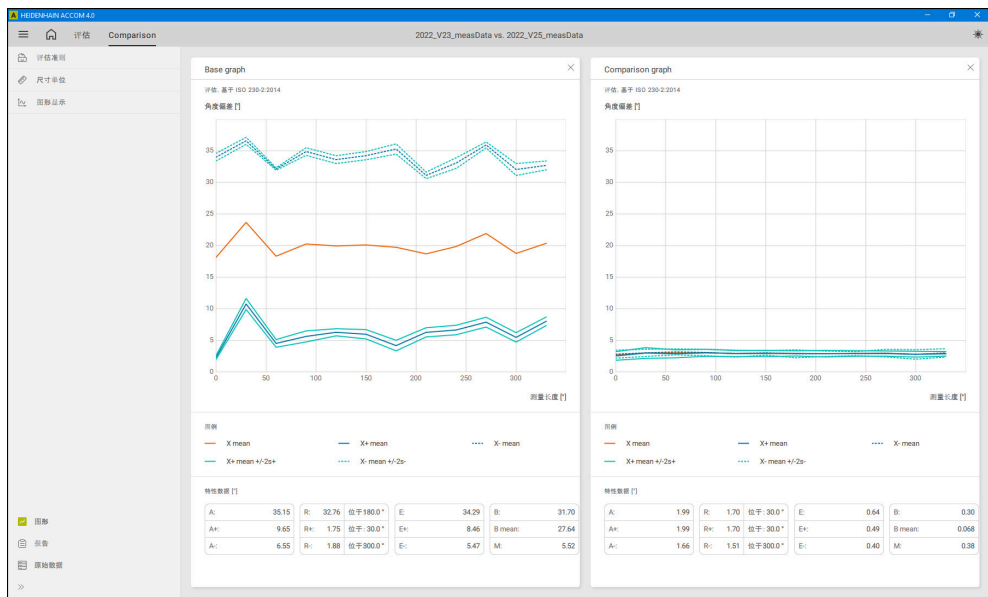 HEIDENHAIN ACCOM 4.0
评估 Comparison 2022_V23_measData vs. 2022_V25_measData
评估准则
尺寸单位
图形显示
图形
报告
原始数据
Base graph
评估, 基于 ISO 230-2:2014
角度偏差 ["]
35
30
25
20
15
10
5
0
0 50 100 150 200 250 300
测量长度 [°]
图例
X mean X+ mean X- mean
X+ mean +/-2s+ X- mean +/-2s-
特性数据 ["]
A: 35.15 R: 32.76 位于180.0 ° E: 34.29 B: 31.70
A+: 9.65 R+: 1.75 位于: 30.0 ° E+: 8.46 B mean: 27.64
A-: 6.55 R-: 1.88 位于300.0 ° E-: 5.47 M: 5.52
Comparison graph
评估, 基于 ISO 230-2:2014
角度偏差 ["]
35
30
25
20
15
10
5
0
0 50 100 150 200 250 300
测量长度 [°]
图例
X mean X+ mean X- mean
X+ mean +/-2s+ X- mean +/-2s-
特性数据 ["]
A: 1.99 R: 1.70 位于: 30.0 ° E: 0.64 B: 0.30
A+: 1.99 R+: 1.70 位于: 30.0 ° E+: 0.49 B mean: 0.068
A-: 1.66 R-: 1.51 位于300.0 ° E-: 0.40 M: 0.38